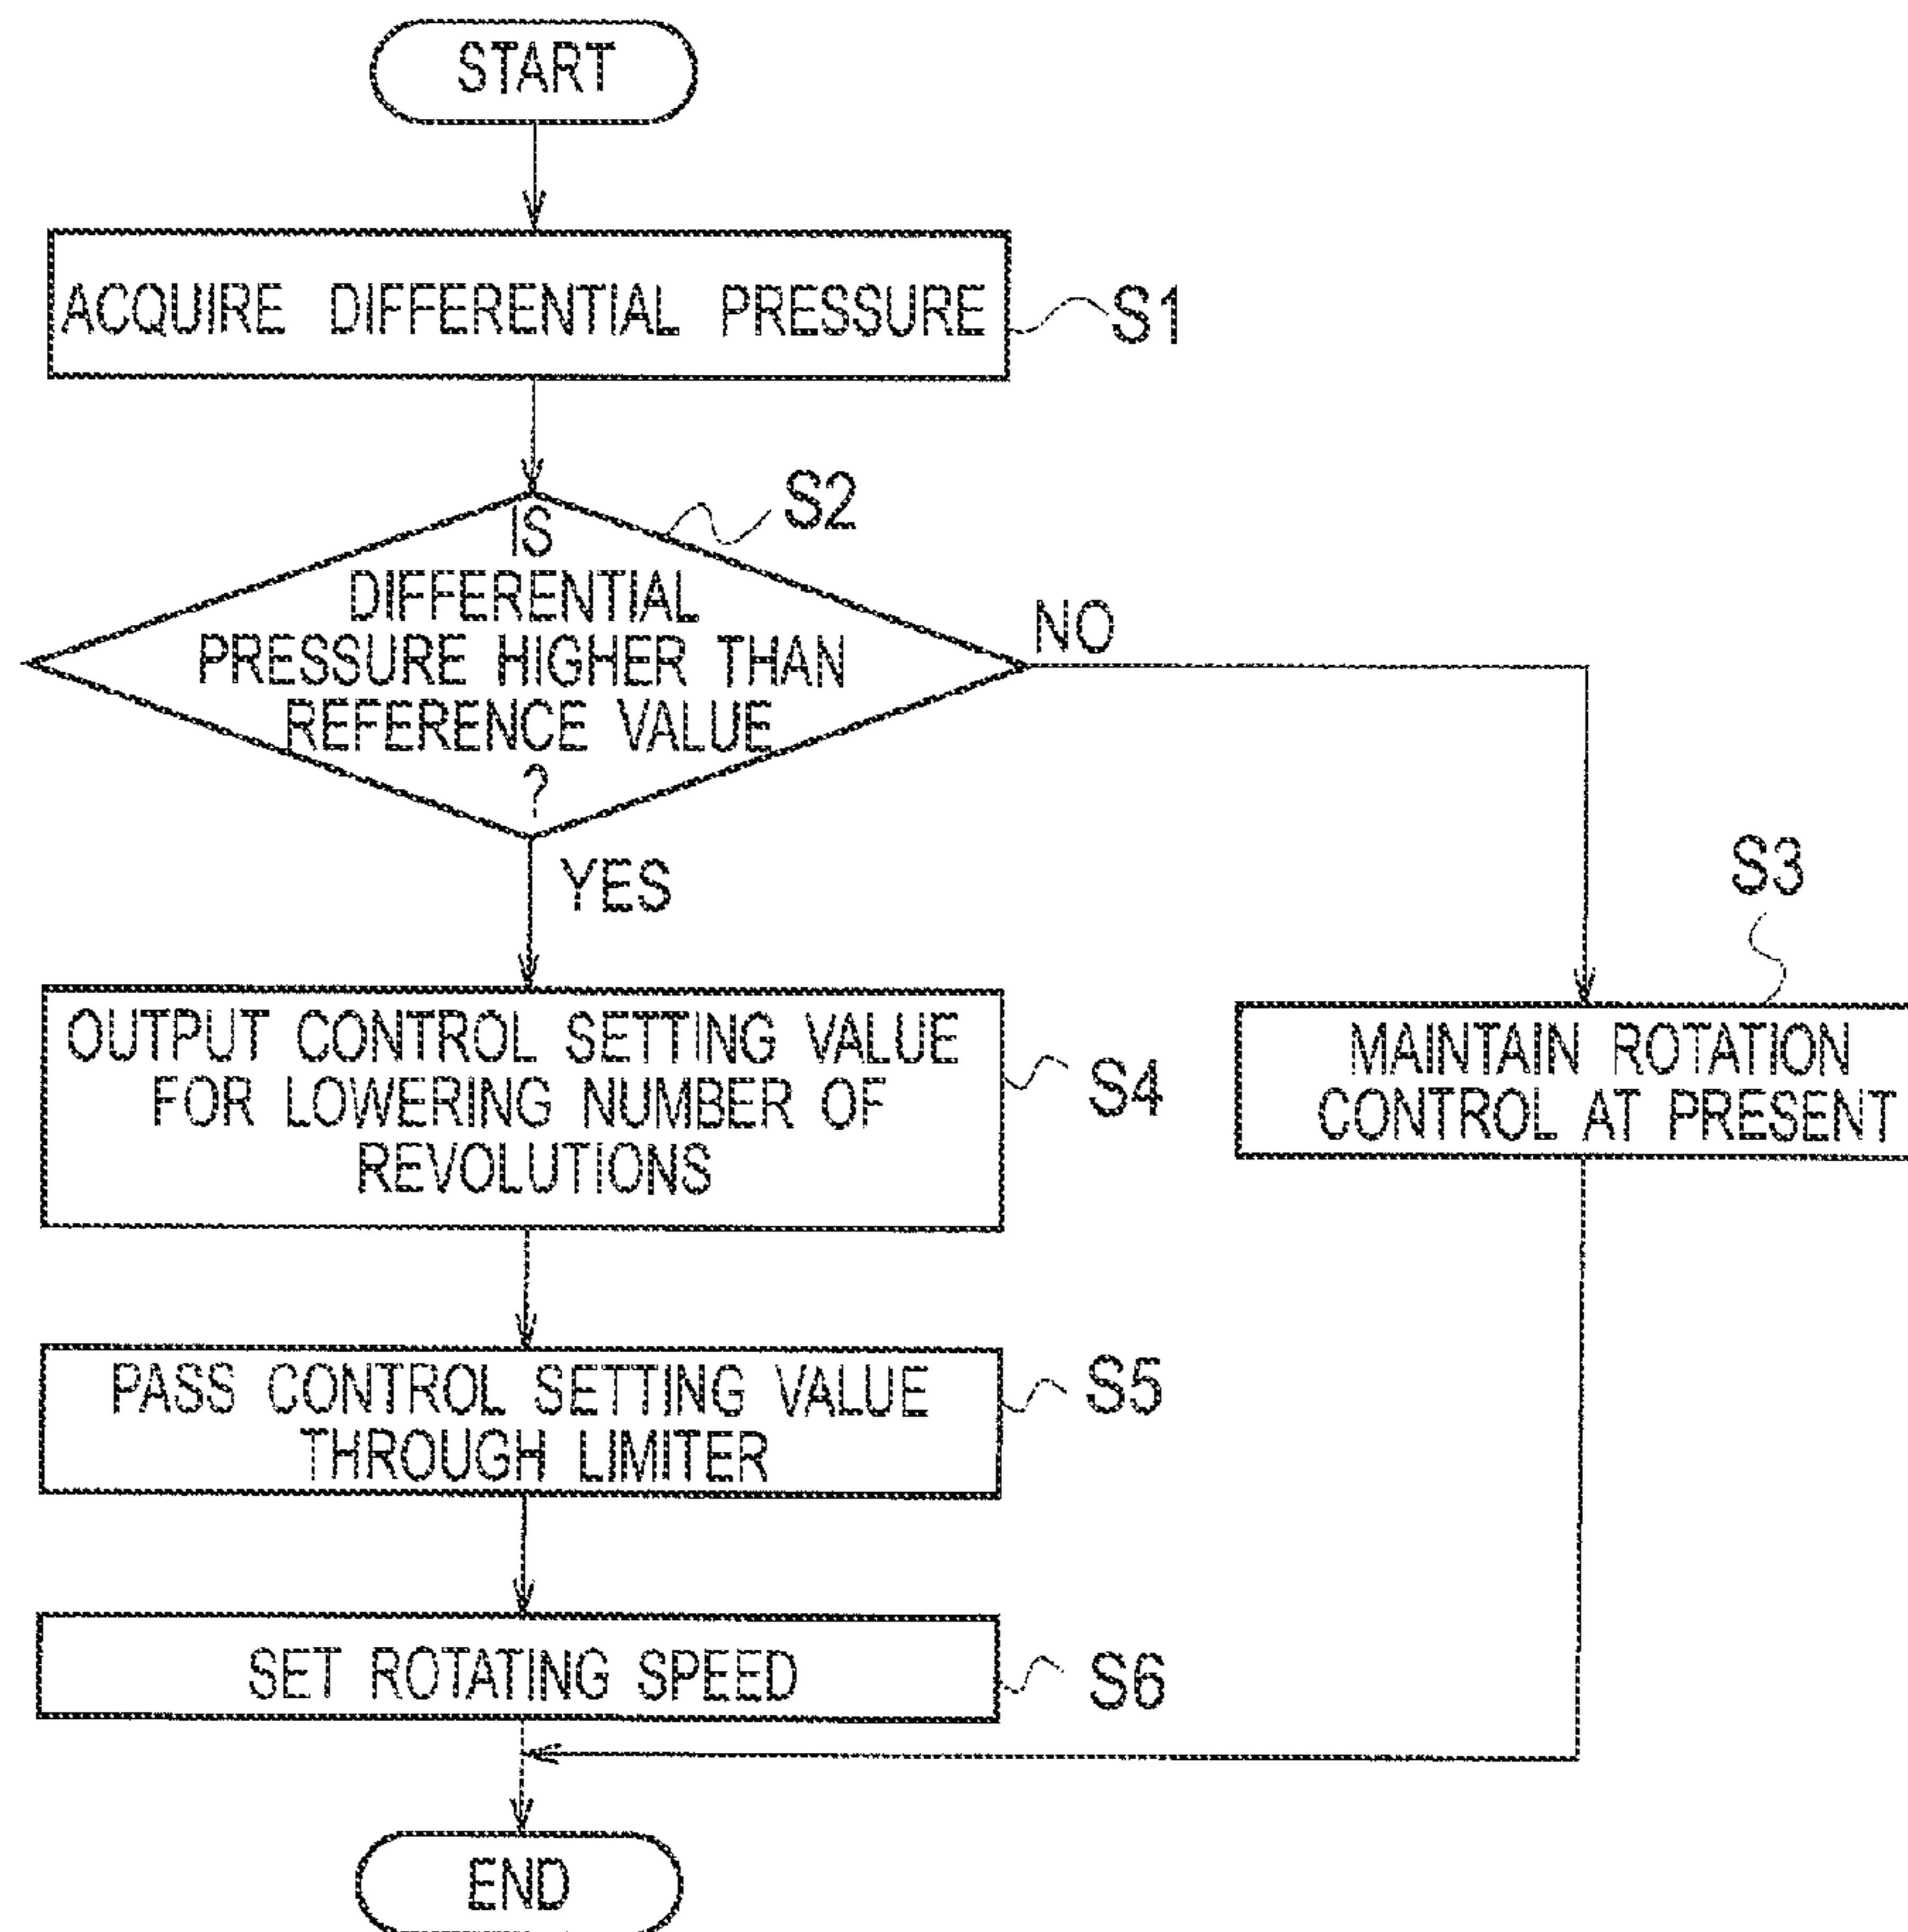 START
ACQUIRE DIFFERENTIAL PRESSURE
S1
S2
IS
DIFFERENTIAL
PRESSURE HIGHER THAN
REFERENCE VALUE
?
NO
YES
S3
MAINTAIN ROTATION
CONTROL AT PRESENT
OUTPUT CONTROL SETTING VALUE
FOR LOWERING NUMBER OF
REVOLUTIONS
S4
PASS CONTROL SETTING VALUE
THROUGH LIMITER
S5
SET ROTATING SPEED
S6
END